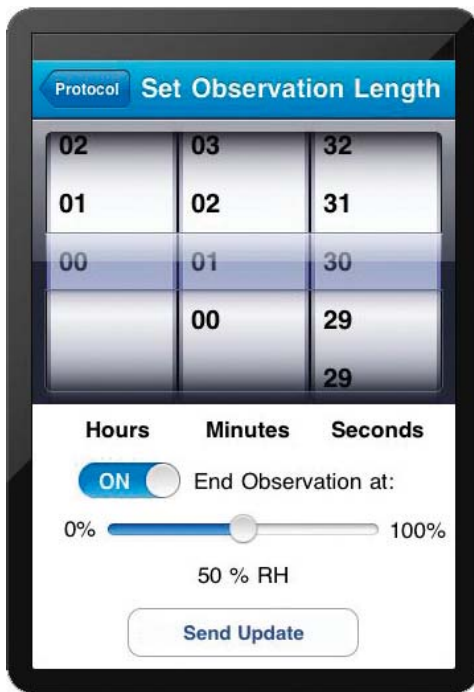 Protocol Set Observation Length
02 03 32
01 02 31
00 01 30
00 29
29
Hours Minutes Seconds
ON End Observation at:
0% 100%
50 % RH
Send Update